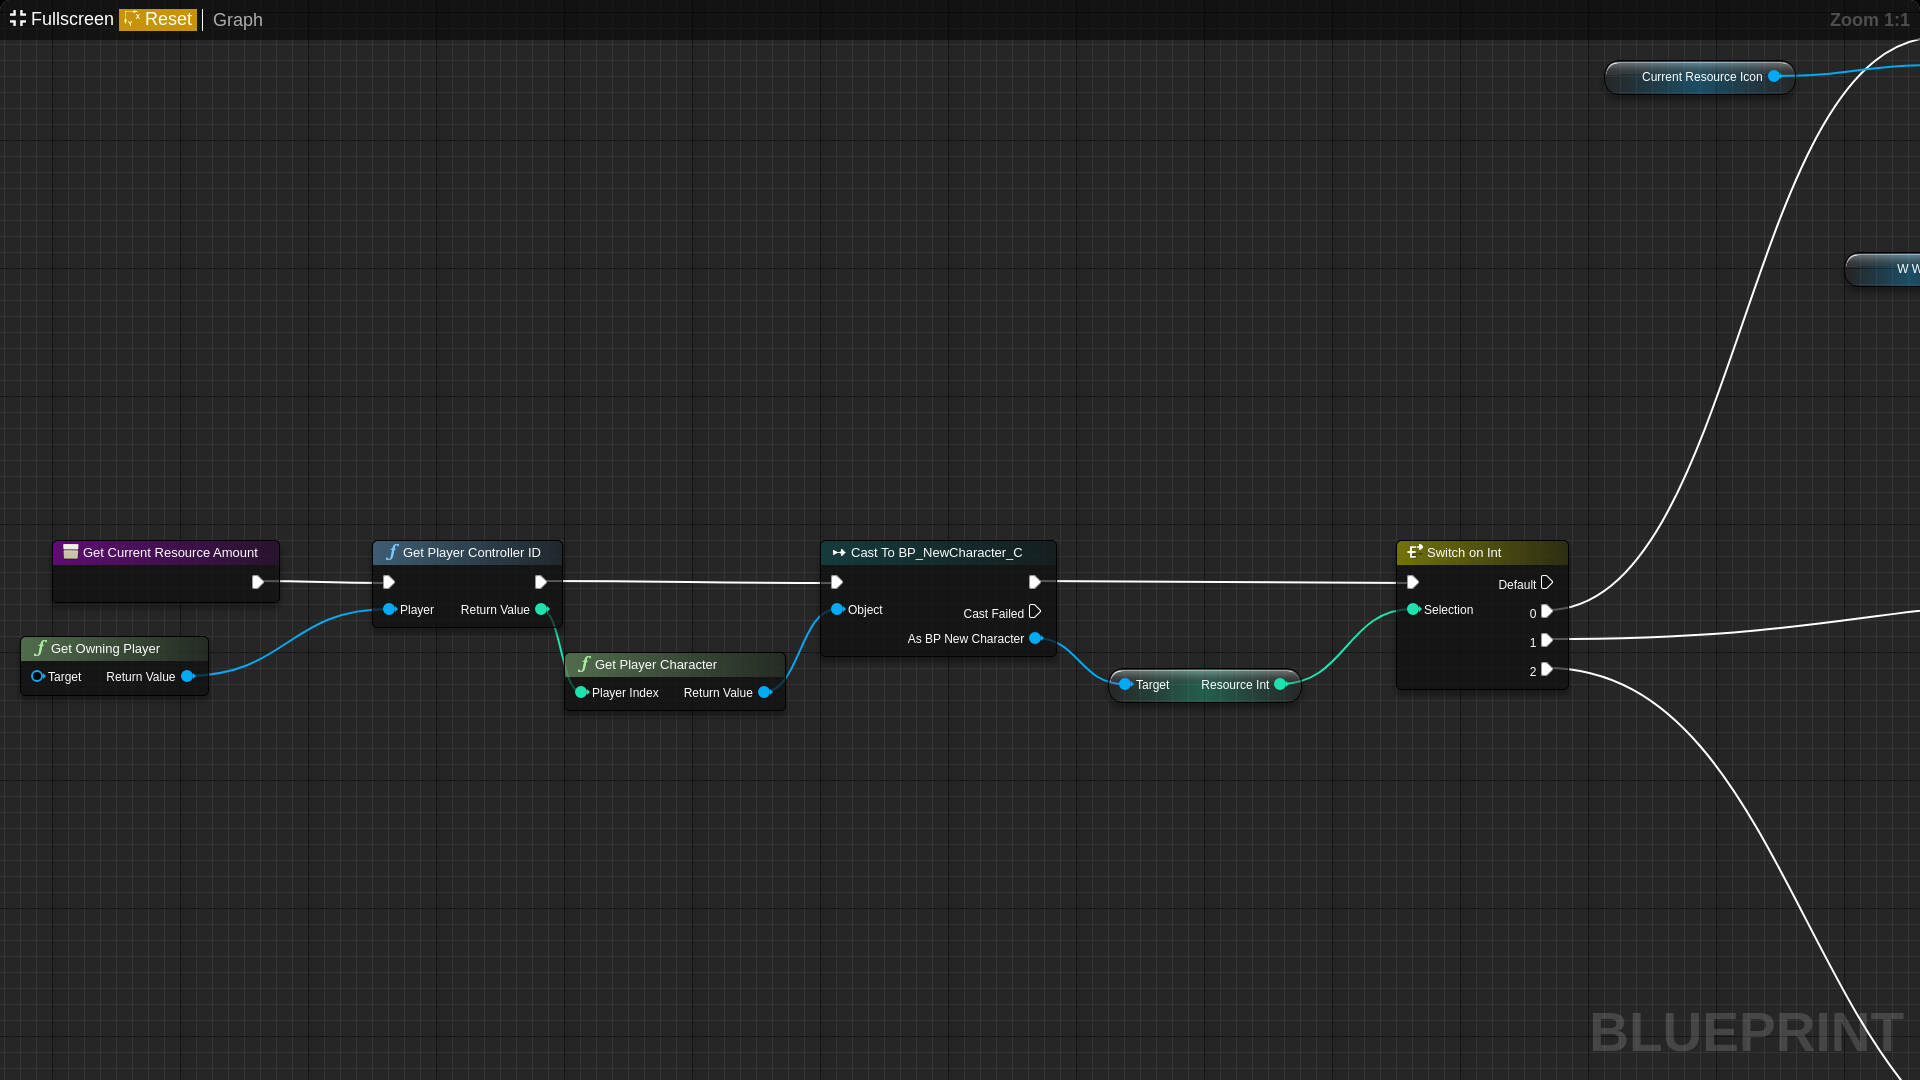 Fullscreen Reset Graph Zoom 1:1
Current Resource Icon
W W
Get Current Resource Amount
Get Player Controller ID
Player Return Value
Get Owning Player
Target Return Value
Get Player Character
Player Index Return Value
Cast To BP_NewCharacter_C
Object
Cast Failed
As BP New Character
Target Resource Int
Switch on Int
Default
Selection
0
1
2
BLUEPRINT